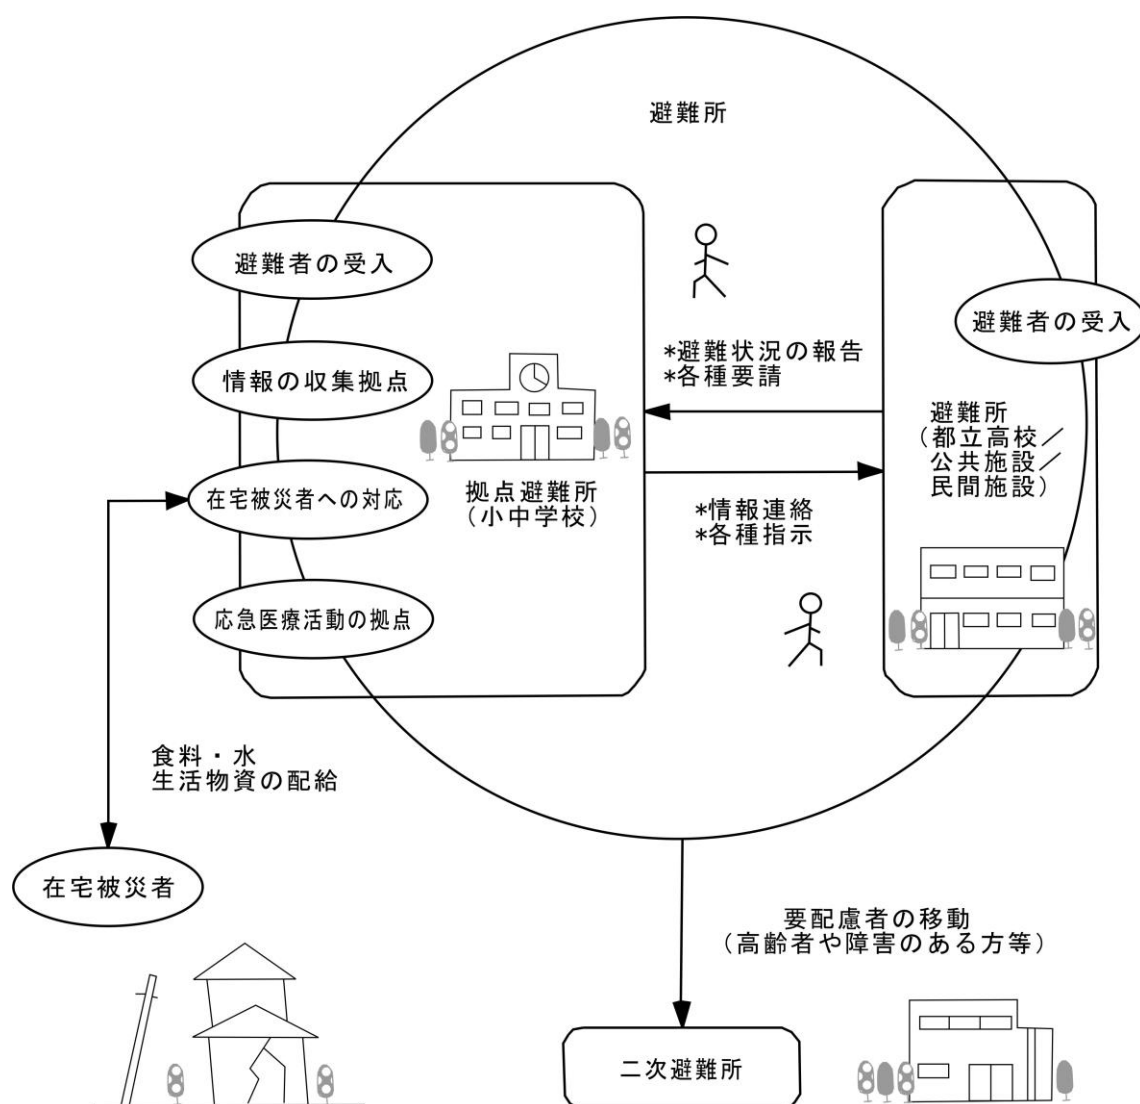 避難所
避難者の受入
情報の収集拠点
在宅被災者への対応
応急医療活動の拠点
拠点避難所
(小中学校)
*避難状況の報告
*各種要請
*情報連絡
*各種指示
避難者の受入
避難所
(都立高校/
公共施設/
民間施設)
食料・水
生活物資の配給
在宅被災者
要配慮者の移動
(高齢者や障害のある方等)
二次避難所